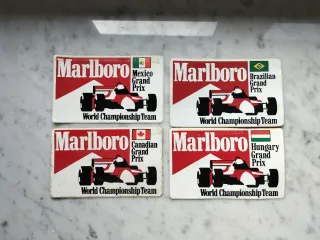 Marlboro
Mexico
Grand
Prix
World Championship Team
Marlboro
Brazilian
Grand
Prix
World Championship Team
Marlboro
Canadian
Grand
Prix
World Championship Team
Marlboro
Hungary
Grand
Prix
World Championship Team